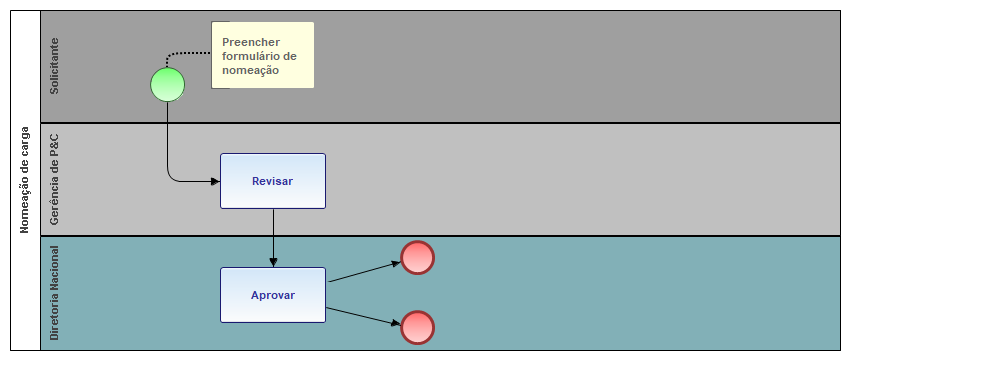 Nomeação de carga
Solicitante
Preencher
formulário de
nomeação
Gerência de P&C
Revisar
Diretoria Nacional
Aprovar